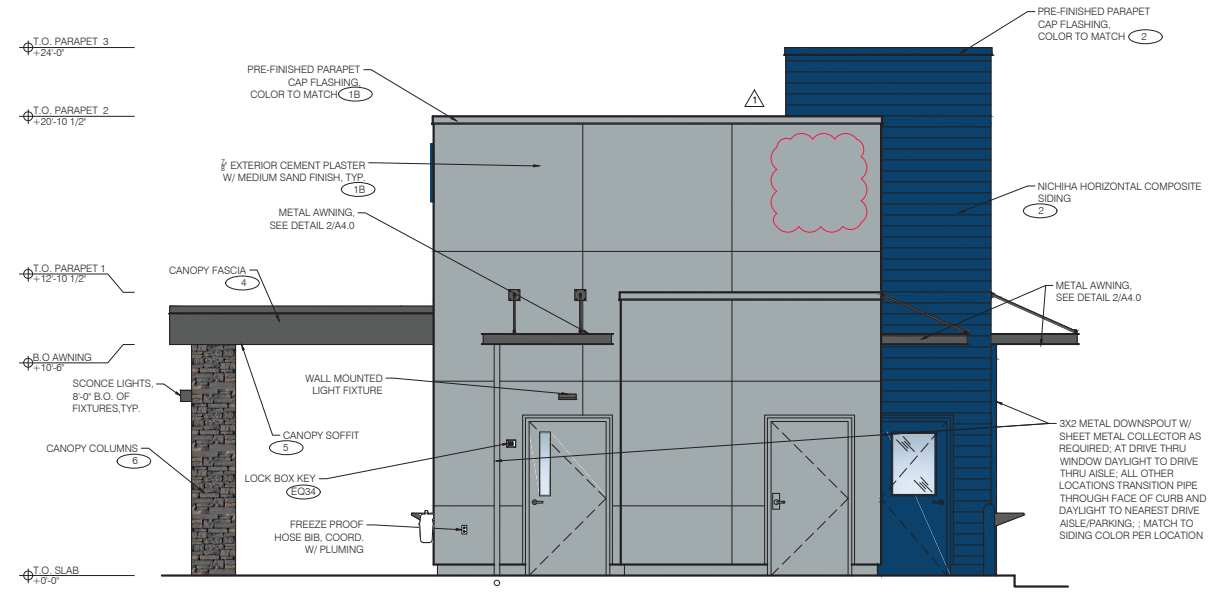 T.O. PARAPET 3
+24'-0"
T.O. PARAPET 2
+20'-10 1/2"
T.O. PARAPET 1
+12'-10 1/2"
B.O AWNING
+10'-6"
T.O. SLAB
+0'-0"
PRE-FINISHED PARAPET
CAP FLASHING,
COLOR TO MATCH 1B
7/8" EXTERIOR CEMENT PLASTER
W/ MEDIUM SAND FINISH, TYP.
1B
METAL AWNING,
SEE DETAIL 2/A4.0
CANOPY FASCIA
4
SCONCE LIGHTS,
8'-0" B.O. OF
FIXTURES,TYP.
WALL MOUNTED
LIGHT FIXTURE
CANOPY COLUMNS
6
CANOPY SOFFIT
5
LOCK BOX KEY
EQ34
FREEZE PROOF
HOSE BIB, COORD.
W/ PLUMING
1
PRE-FINISHED PARAPET
CAP FLASHING,
COLOR TO MATCH 2
NICHIHA HORIZONTAL COMPOSITE
SIDING
2
METAL AWNING,
SEE DETAIL 2/A4.0
3X2 METAL DOWNSPOUT W/
SHEET METAL COLLECTOR AS
REQUIRED; AT DRIVE THRU
WINDOW DAYLIGHT TO DRIVE
THRU AISLE; ALL OTHER
LOCATIONS TRANSITION PIPE
THROUGH FACE OF CURB AND
DAYLIGHT TO NEAREST DRIVE
AISLE/PARKING; ; MATCH TO
SIDING COLOR PER LOCATION